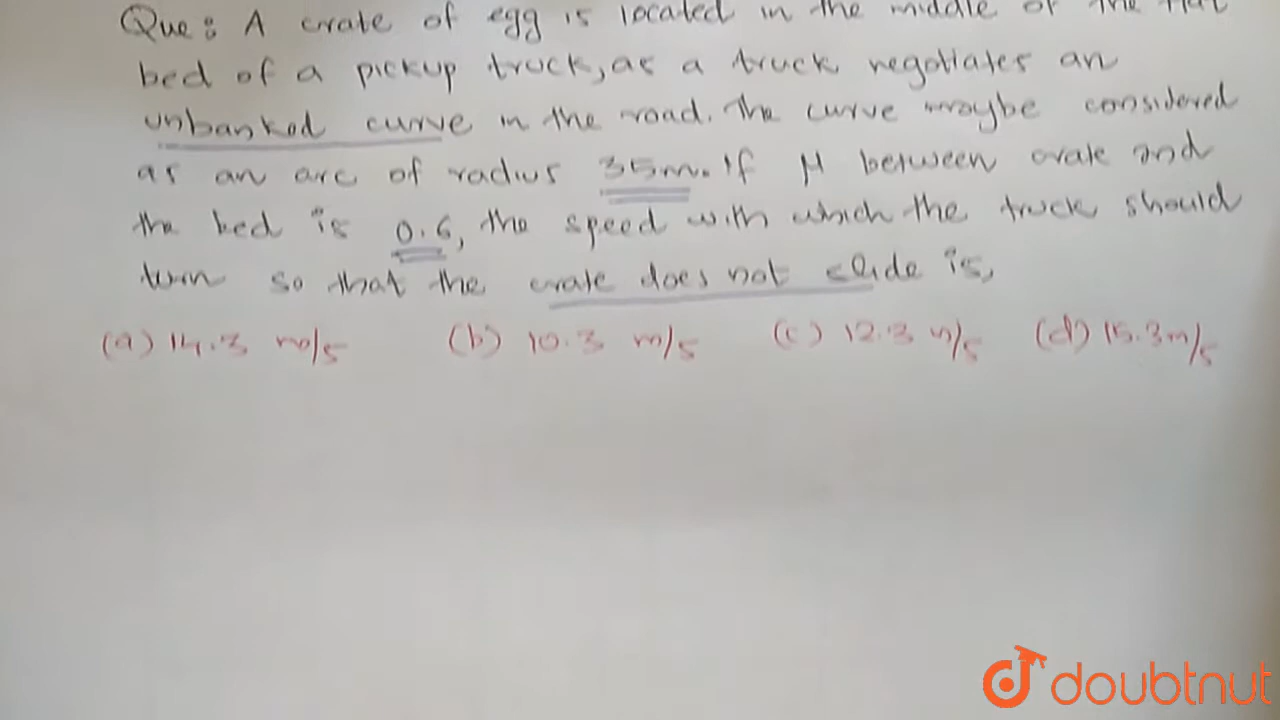 Que: A crate of egg is located in the middle of the flat
bed of a pickup truck, as a truck negotiates an
unbanked curve in the road. The curve maybe considered
as an arc of radius 35m. If μ between crate and
the bed is 0.6, the speed with which the truck should
turn so that the crate does not slide is,
(a) 14.3 m/s (b) 10.3 m/s (c) 12.3 m/s (d) 15.3 m/s
doubtnut